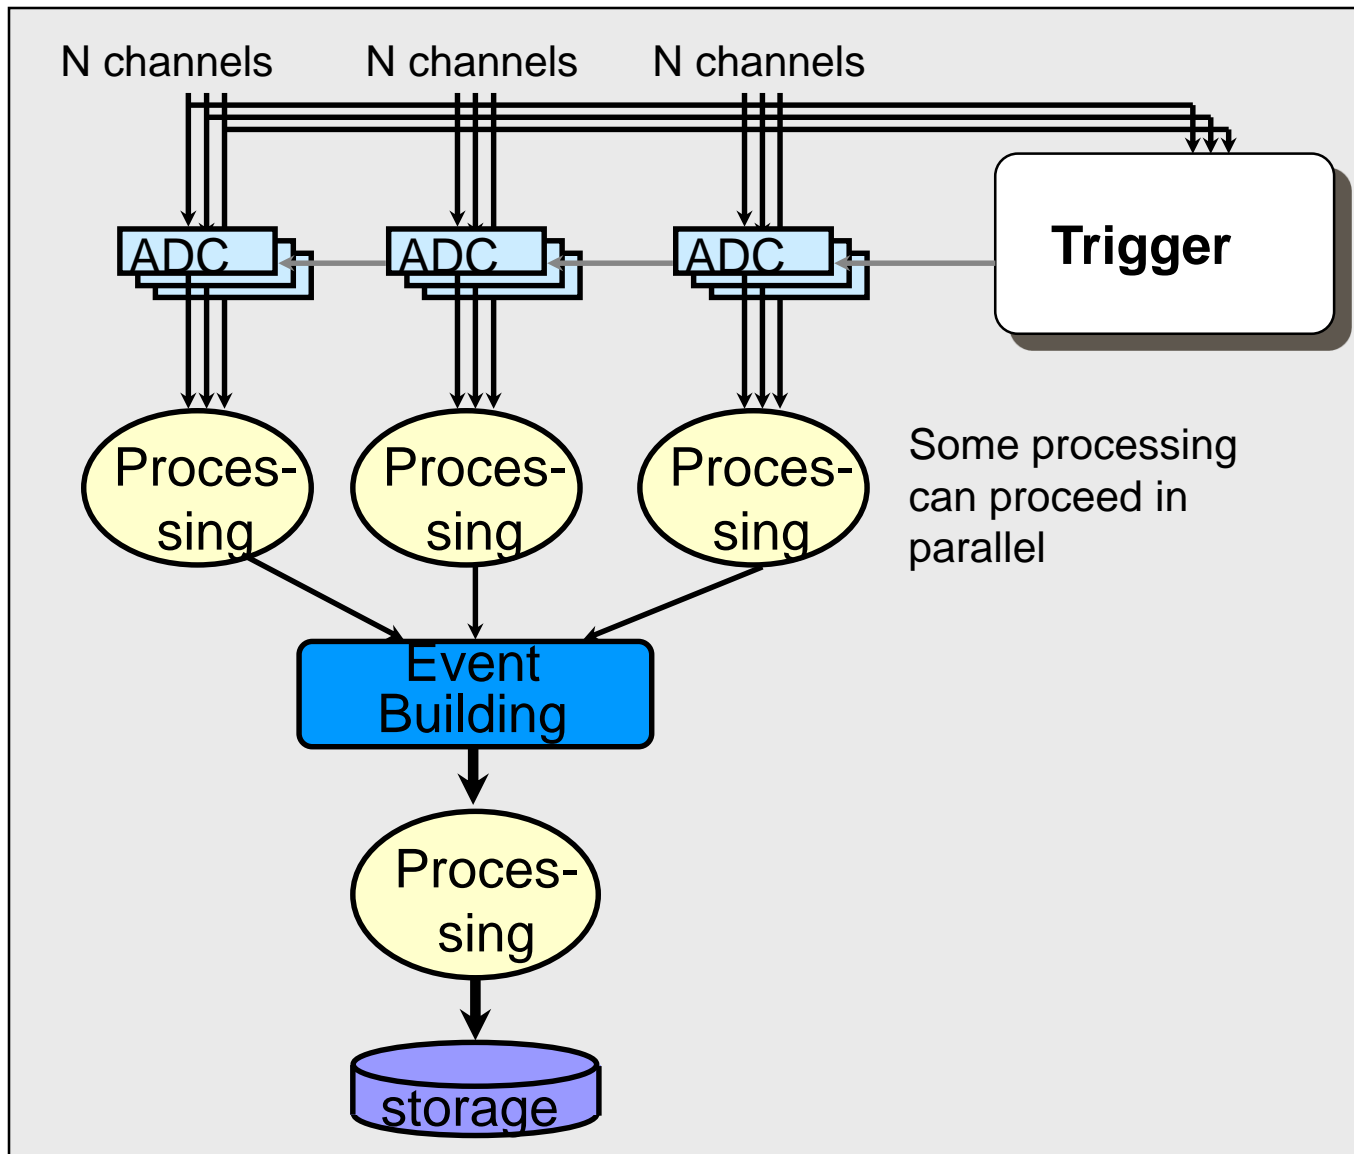 N channels N channels N channels
ADC ADC ADC
Trigger
Proces-
sing
Proces-
sing
Proces-
sing
Some processing
can proceed in
parallel
Event
Building
Proces-
sing
storage